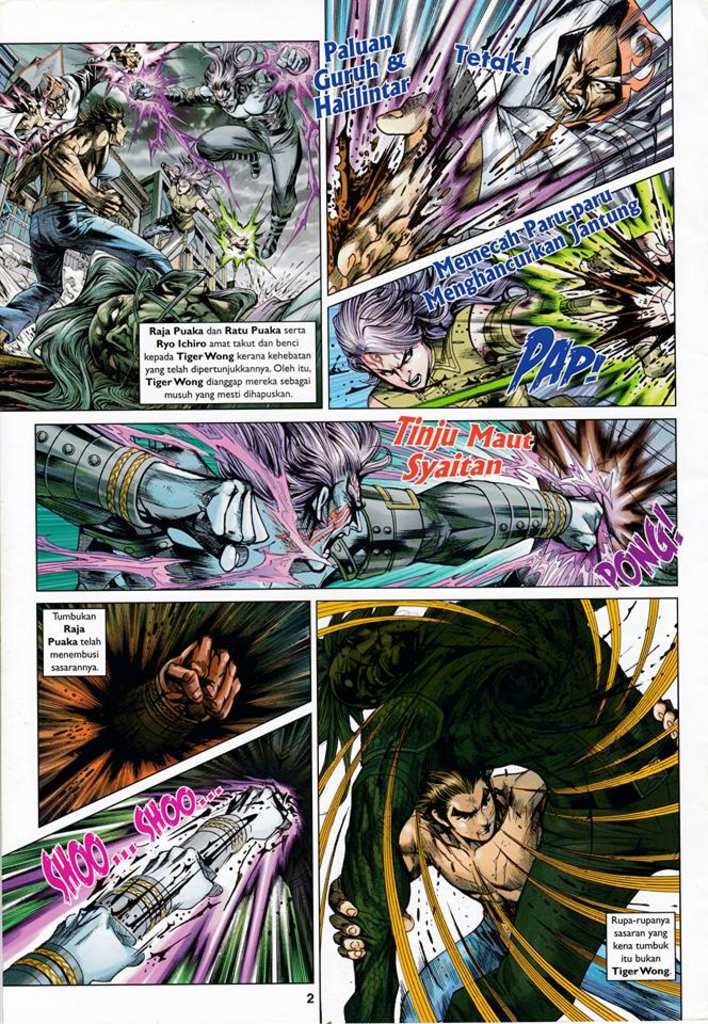 Raja Puaka dan Ratu Puaka serta
Ryo Ichiro amat takut dan benci
kepada Tiger Wong kerana kehebatan
yang telah dipertunjukkannya. Oleh itu,
Tiger Wong dianggap mereka sebagai
musuh yang mesti dihapuskan.
Paluan
Guruh &
Halilintar
Tetak!
Memecah Paru-paru
Menghancurkan Jantung
PAP!
Tinju Maut
Syaitan
PONG!
Tumbukan
Raja
Puaka telah
menembusi
sasarannya.
SHOO... SHOO...
Rupa-rupanya
sasaran yang
kena tumbuk
itu bukan
Tiger Wong.
2